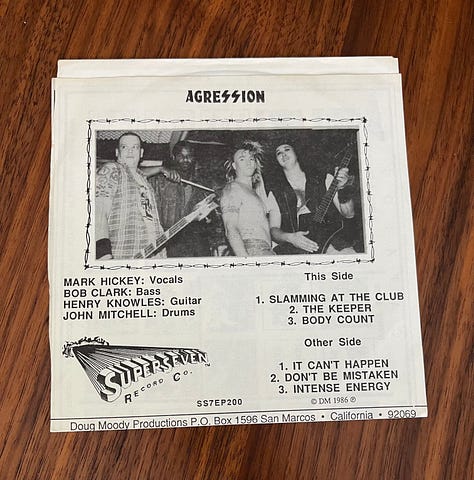 AGRESSION
MARK HICKEY: Vocals
BOB CLARK: Bass
HENRY KNOWLES: Guitar
JOHN MITCHELL: Drums
This Side
1. SLAMMING AT THE CLUB
2. THE KEEPER
3. BODY COUNT
Other Side
1. IT CAN'T HAPPEN
2. DON'T BE MISTAKEN
3. INTENSE ENERGY
© DM 1986 ℗
SUPERSEVEN™
RECORD CO.
SS7EP200
Doug Moody Productions P.O. Box 1596 San Marcos • California • 92069